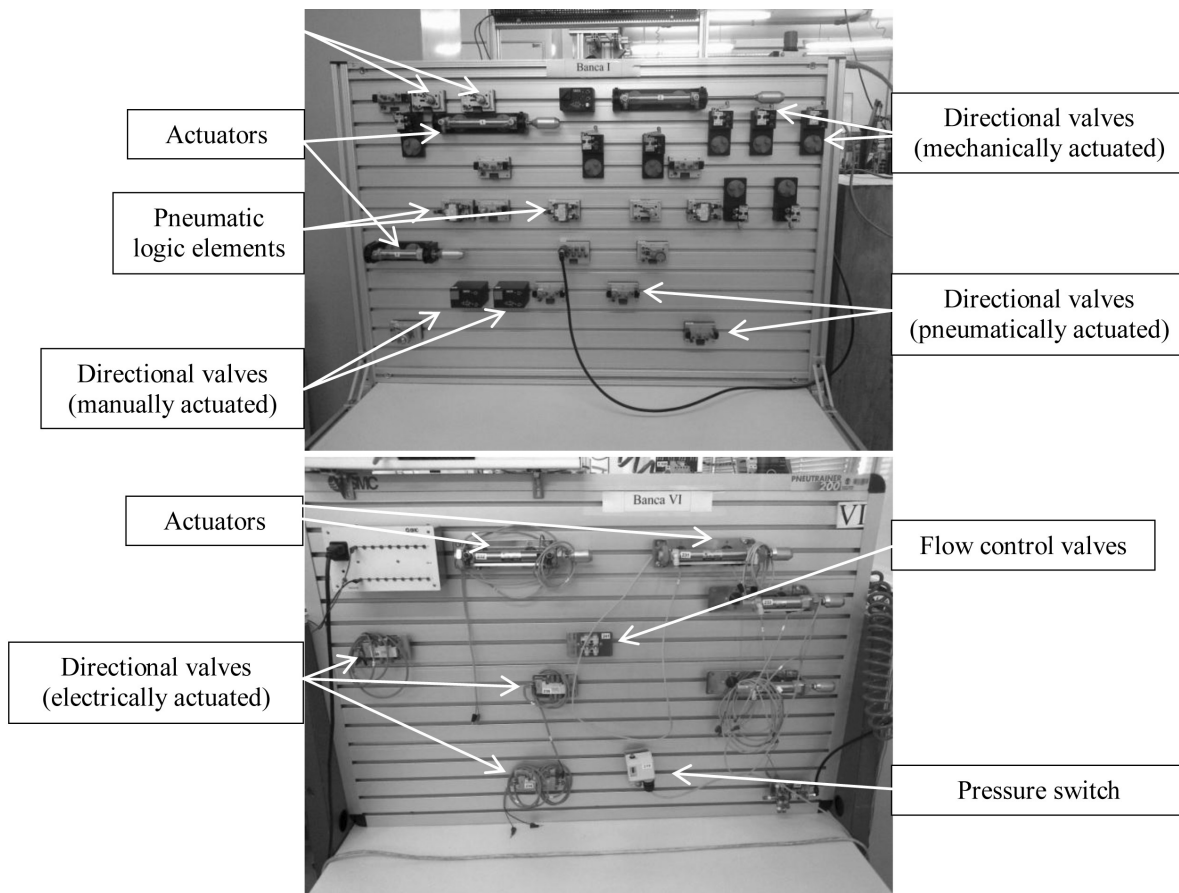 Banca I
Actuators
Directional valves
(mechanically actuated)
Pneumatic
logic elements
Directional valves
(pneumatically actuated)
Directional valves
(manually actuated)
SMC
Banca VI
PNEUTRAINER
200
VI
Actuators
Flow control valves
Directional valves
(electrically actuated)
Pressure switch